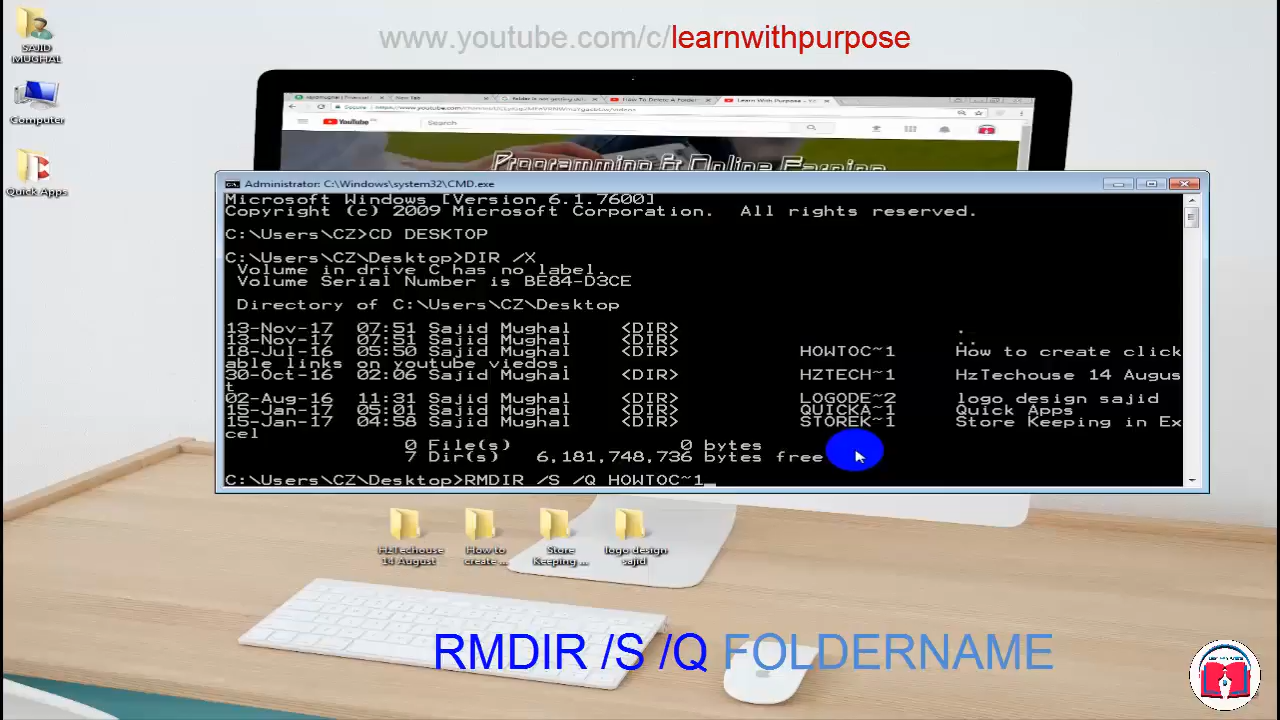 www.youtube.com/c/learnwithpurpose
SAJID
MUGHAL
Computer
Quick Apps
YouTube
Search
Programming & Online Earning
Administrator: C:\Windows\system32\CMD.exe
Microsoft Windows [Version 6.1.7600]
Copyright (c) 2009 Microsoft Corporation.  All rights reserved.
C:\Users\CZ>CD DESKTOP
C:\Users\CZ\Desktop>DIR /X
Volume in drive C has no label.
Volume Serial Number is BE84-D3CE
Directory of C:\Users\CZ\Desktop
13-Nov-17  07:51 Sajid Mughal    <DIR>    .
13-Nov-17  07:51 Sajid Mughal    <DIR>    ..
18-Jul-16  05:50 Sajid Mughal    <DIR>    HOWTOC~1    How to create click
able links on youtube viedos.
30-Oct-16  02:06 Sajid Mughal    <DIR>    HZTECH~1    HzTechouse 14 Augus
t
02-Aug-16  11:31 Sajid Mughal    <DIR>    LOGODE~2    logo design sajid
15-Jan-17  05:01 Sajid Mughal    <DIR>    QUICKA~1    Quick Apps
15-Jan-17  04:58 Sajid Mughal    <DIR>    STOREK~1    Store Keeping in Ex
cel
0 File(s)    0 bytes
7 Dir(s)  6,181,748,736 bytes free
C:\Users\CZ\Desktop>RMDIR /S /Q HOWTOC~1_
HzTechouse
14 August
How to
create ...
Store
Keeping ...
logo design
sajid
RMDIR /S /Q FOLDERNAME